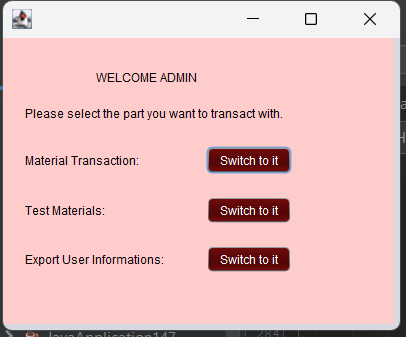 WELCOME ADMIN
Please select the part you want to transact with.
Material Transaction: Switch to it
Test Materials: Switch to it
Export User Informations: Switch to it
JavaApplication147
284